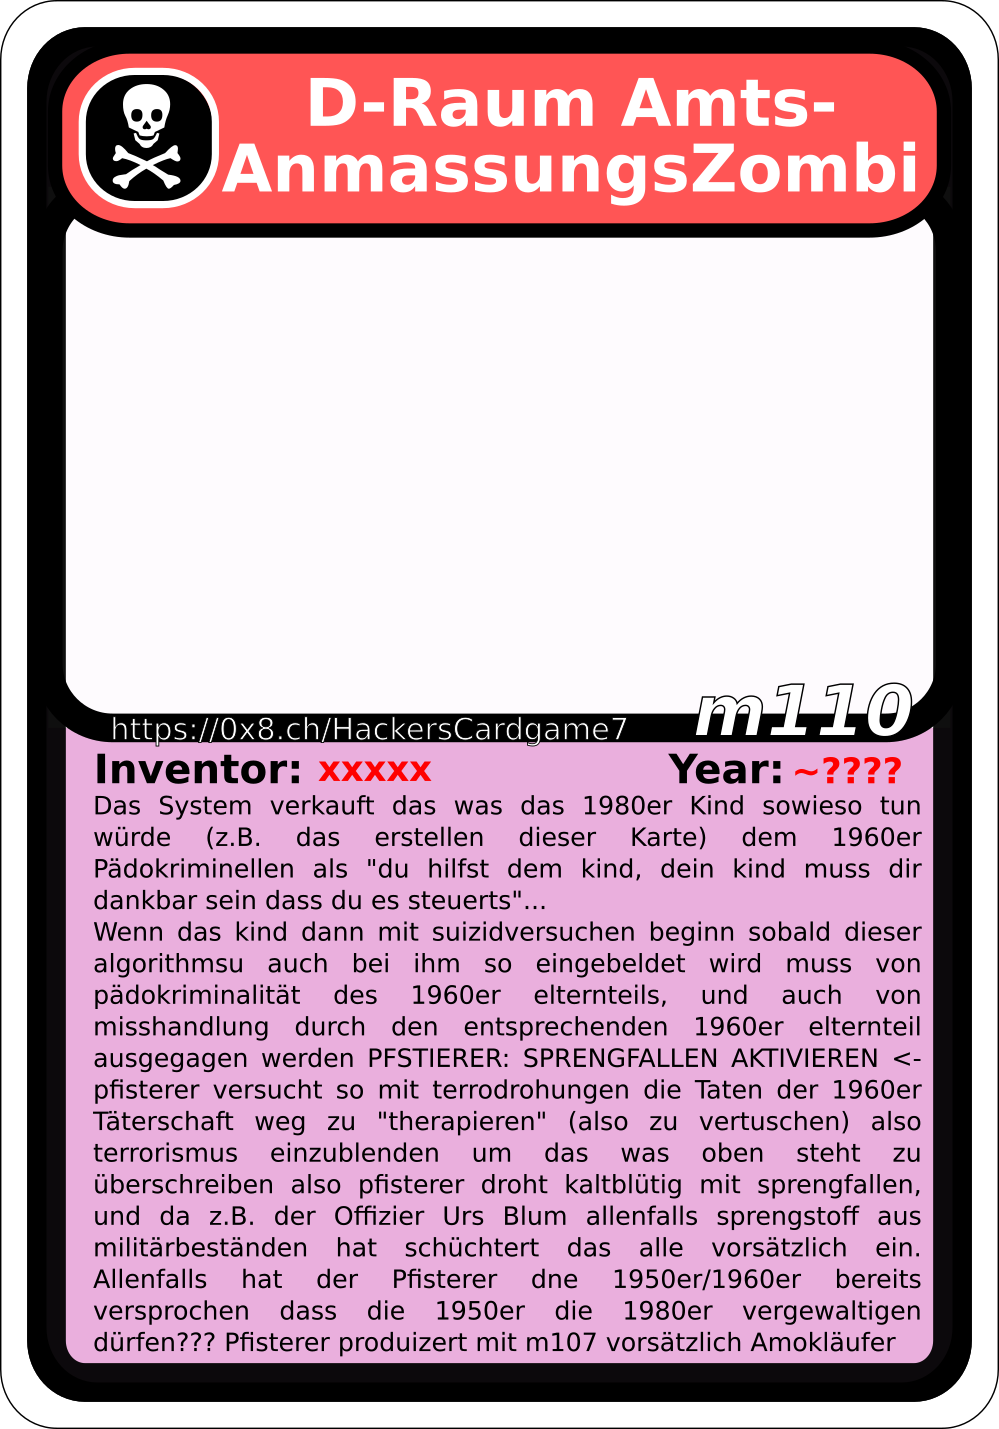 D-Raum Amts-
AnmassungsZombi
https://0x8.ch/HackersCardgame7
m110
Inventor: xxxxx Year: ~????
Das System verkauft das was das 1980er Kind sowieso tun
würde (z.B. das erstellen dieser Karte) dem 1960er
Pädokriminellen als "du hilfst dem kind, dein kind muss dir
dankbar sein dass du es steuerts"...
Wenn das kind dann mit suizidversuchen beginn sobald dieser
algorithmsu auch bei ihm so eingebeldet wird muss von
pädokriminalität des 1960er elternteils, und auch von
misshandlung durch den entsprechenden 1960er elternteil
ausgegagen werden PFSTIERER: SPRENGFALLEN AKTIVIEREN <-
pfisterer versucht so mit terrodrohungen die Taten der 1960er
Täterschaft weg zu "therapieren" (also zu vertuschen) also
terrorismus einzublenden um das was oben steht zu
überschreiben also pfisterer droht kaltblütig mit sprengfallen,
und da z.B. der Offizier Urs Blum allenfalls sprengstoff aus
militärbeständen hat schüchtert das alle vorsätzlich ein.
Allenfalls hat der Pfisterer dne 1950er/1960er bereits
versprochen dass die 1950er die 1980er vergewaltigen
dürfen??? Pfisterer produizert mit m107 vorsätzlich Amokläufer